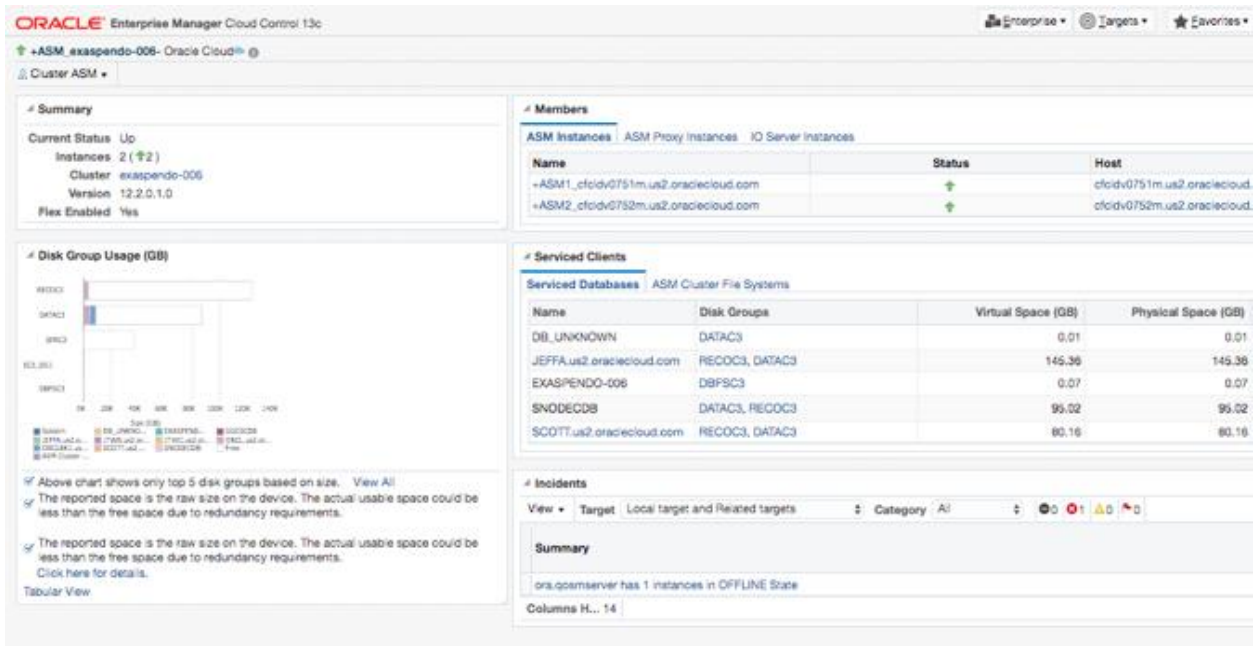 ORACLE Enterprise Manager Cloud Control 13c
Enterprise Targets Favorites
+ASM_exaspendo-006- Oracle Cloud
Cluster ASM
Summary
Current Status Up
Instances 2 (2)
Cluster exaspendo-006
Version 12.2.0.1.0
Flex Enabled Yes
Members
ASM Instances ASM Proxy Instances IO Server Instances
Name Status Host
+ASM1_cfcldv0751m.us2.oraclecloud.com cfcldv0751m.us2.oraclecloud.
+ASM2_cfcldv0752m.us2.oraclecloud.com cfcldv0752m.us2.oraclecloud.
Disk Group Usage (GB)
RECOC3
DATAC3
DBFSC3
Size (GB)
Above chart shows only top 5 disk groups based on size. View All
The reported space is the raw size on the device. The actual usable space could be
less than the free space due to redundancy requirements.
The reported space is the raw size on the device. The actual usable space could be
less than the free space due to redundancy requirements.
Click here for details.
Tabular View
Serviced Clients
Serviced Databases ASM Cluster File Systems
Name Disk Groups Virtual Space (GB) Physical Space (GB)
DB_UNKNOWN DATAC3 0.01 0.01
JEFFA.us2.oraclecloud.com RECOC3, DATAC3 145.36 145.36
EXASPENDO-006 DBFSC3 0.07 0.07
SNODECDB DATAC3, RECOC3 95.02 95.02
SCOTT.us2.oraclecloud.com RECOC3, DATAC3 80.16 80.16
Incidents
View Target Local target and Related targets Category All 0 1 0 0
Summary
ora.qosmserver has 1 instances in OFFLINE State
Columns H... 14